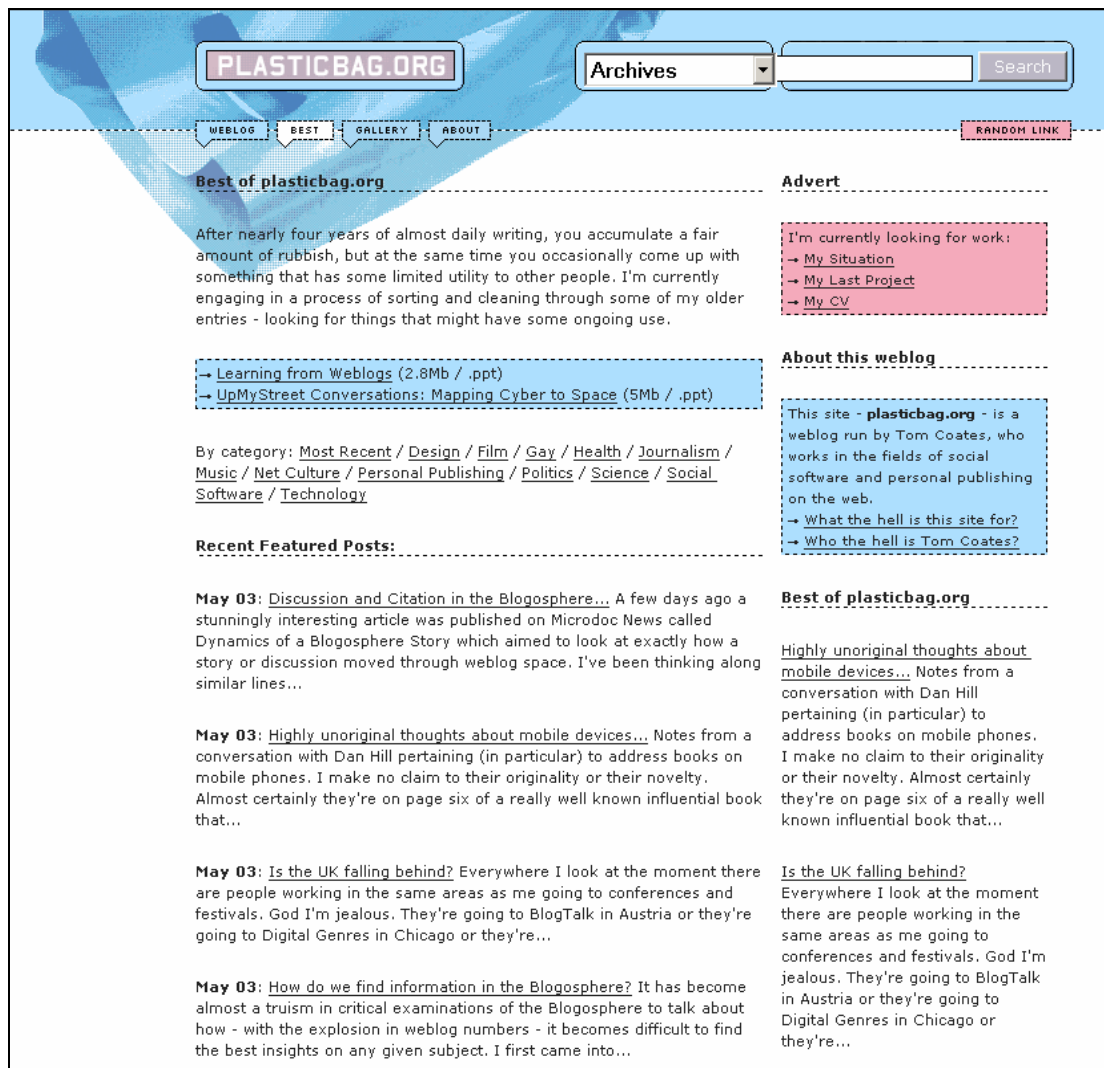 PLASTICBAG.ORG
Archives
Search
WEBLOG
BEST
GALLERY
ABOUT
RANDOM LINK
Best of plasticbag.org
After nearly four years of almost daily writing, you accumulate a fair
amount of rubbish, but at the same time you occasionally come up with
something that has some limited utility to other people. I'm currently
engaging in a process of sorting and cleaning through some of my older
entries - looking for things that might have some ongoing use.
→ Learning from Weblogs (2.8Mb / .ppt)
→ UpMyStreet Conversations: Mapping Cyber to Space (5Mb / .ppt)
By category: Most Recent / Design / Film / Gay / Health / Journalism /
Music / Net Culture / Personal Publishing / Politics / Science / Social
Software / Technology
Recent Featured Posts:
May 03: Discussion and Citation in the Blogosphere... A few days ago a
stunningly interesting article was published on Microdoc News called
Dynamics of a Blogosphere Story which aimed to look at exactly how a
story or discussion moved through weblog space. I've been thinking along
similar lines...
May 03: Highly unoriginal thoughts about mobile devices... Notes from a
conversation with Dan Hill pertaining (in particular) to address books on
mobile phones. I make no claim to their originality or their novelty.
Almost certainly they're on page six of a really well known influential book
that...
May 03: Is the UK falling behind? Everywhere I look at the moment there
are people working in the same areas as me going to conferences and
festivals. God I'm jealous. They're going to BlogTalk in Austria or they're
going to Digital Genres in Chicago or they're...
May 03: How do we find information in the Blogosphere? It has become
almost a truism in critical examinations of the Blogosphere to talk about
how - with the explosion in weblog numbers - it becomes difficult to find
the best insights on any given subject. I first came into...
Advert
I'm currently looking for work:
→ My Situation
→ My Last Project
→ My CV
About this weblog
This site - plasticbag.org - is a
weblog run by Tom Coates, who
works in the fields of social
software and personal publishing
on the web.
→ What the hell is this site for?
→ Who the hell is Tom Coates?
Best of plasticbag.org
Highly unoriginal thoughts about
mobile devices... Notes from a
conversation with Dan Hill
pertaining (in particular) to
address books on mobile phones.
I make no claim to their originality
or their novelty. Almost certainly
they're on page six of a really well
known influential book that...
Is the UK falling behind?
Everywhere I look at the moment
there are people working in the
same areas as me going to
conferences and festivals. God I'm
jealous. They're going to BlogTalk
in Austria or they're going to
Digital Genres in Chicago or
they're...